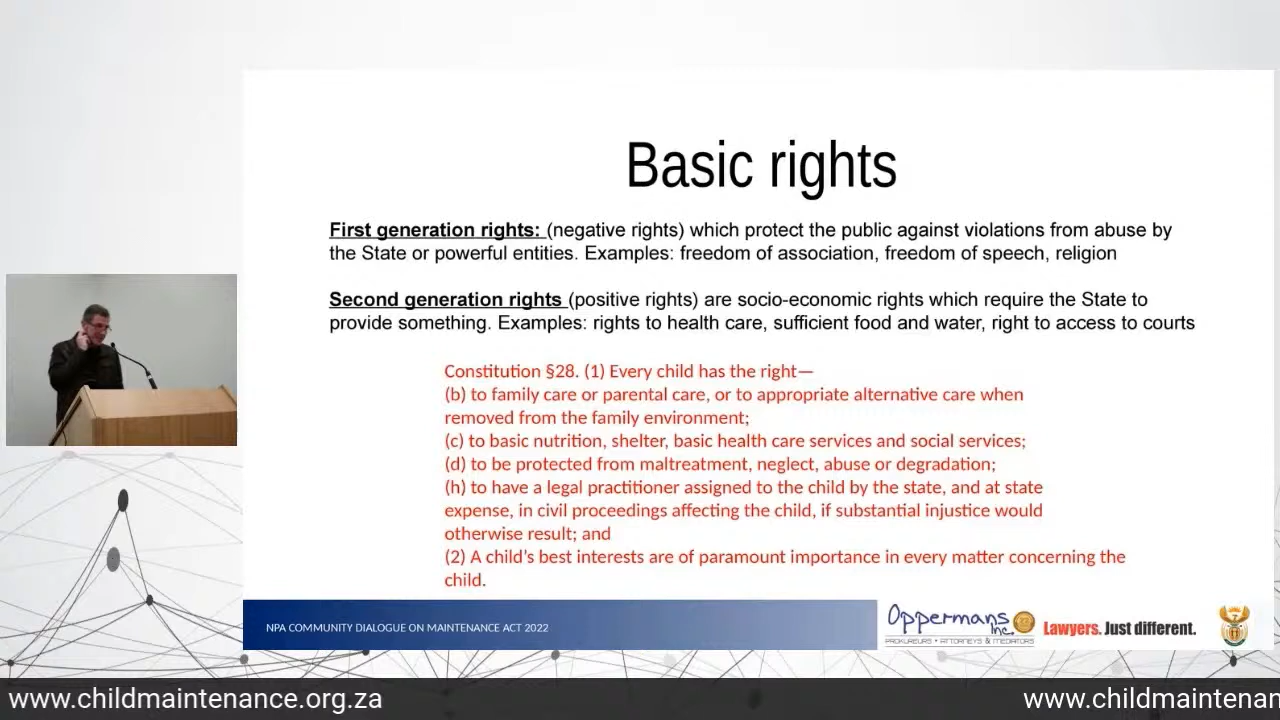 Basic rights
First generation rights: (negative rights) which protect the public against violations from abuse by
the State or powerful entities. Examples: freedom of association, freedom of speech, religion
Second generation rights (positive rights) are socio-economic rights which require the State to
provide something. Examples: rights to health care, sufficient food and water, right to access to courts
Constitution §28. (1) Every child has the right—
(b) to family care or parental care, or to appropriate alternative care when
removed from the family environment;
(c) to basic nutrition, shelter, basic health care services and social services;
(d) to be protected from maltreatment, neglect, abuse or degradation;
(h) to have a legal practitioner assigned to the child by the state, and at state
expense, in civil proceedings affecting the child, if substantial injustice would
otherwise result; and
(2) A child's best interests are of paramount importance in every matter concerning the
child.
NPA COMMUNITY DIALOGUE ON MAINTENANCE ACT 2022
Oppermans Inc.
PROKUREURS • ATTORNEYS & MEDIATORS
Lawyers. Just different.
www.childmaintenance.org.za
www.childmaintenan